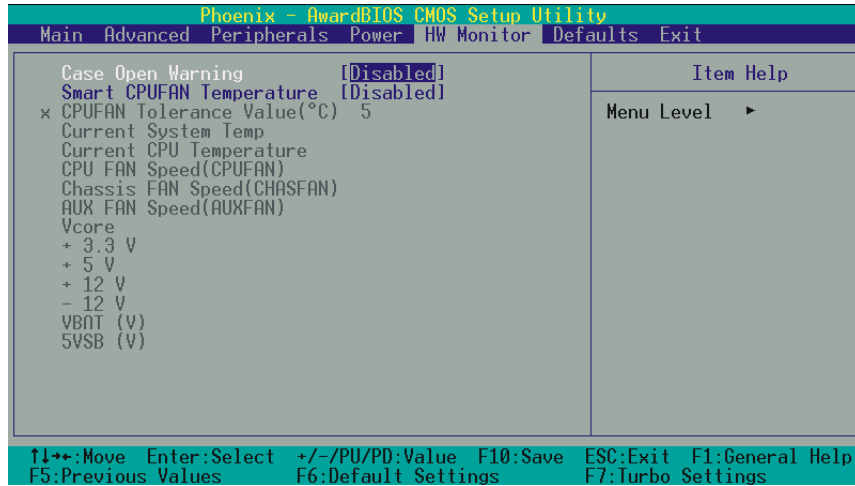 Phoenix - AwardBIOS CMOS Setup Utility
Main Advanced Peripherals Power HW Monitor Defaults Exit
Case Open Warning [Disabled]
Smart CPUFAN Temperature [Disabled]
x CPUFAN Tolerance Value(°C) 5
Current System Temp
Current CPU Temperature
CPU FAN Speed(CPUFAN)
Chassis FAN Speed(CHASFAN)
AUX FAN Speed(AUXFAN)
Vcore
+ 3.3 V
+ 5 V
+ 12 V
- 12 V
VBAT (V)
5VSB (V)
Item Help
Menu Level ►
↑↓→←:Move Enter:Select +/-/PU/PD:Value F10:Save ESC:Exit F1:General Help
F5:Previous Values F6:Default Settings F7:Turbo Settings